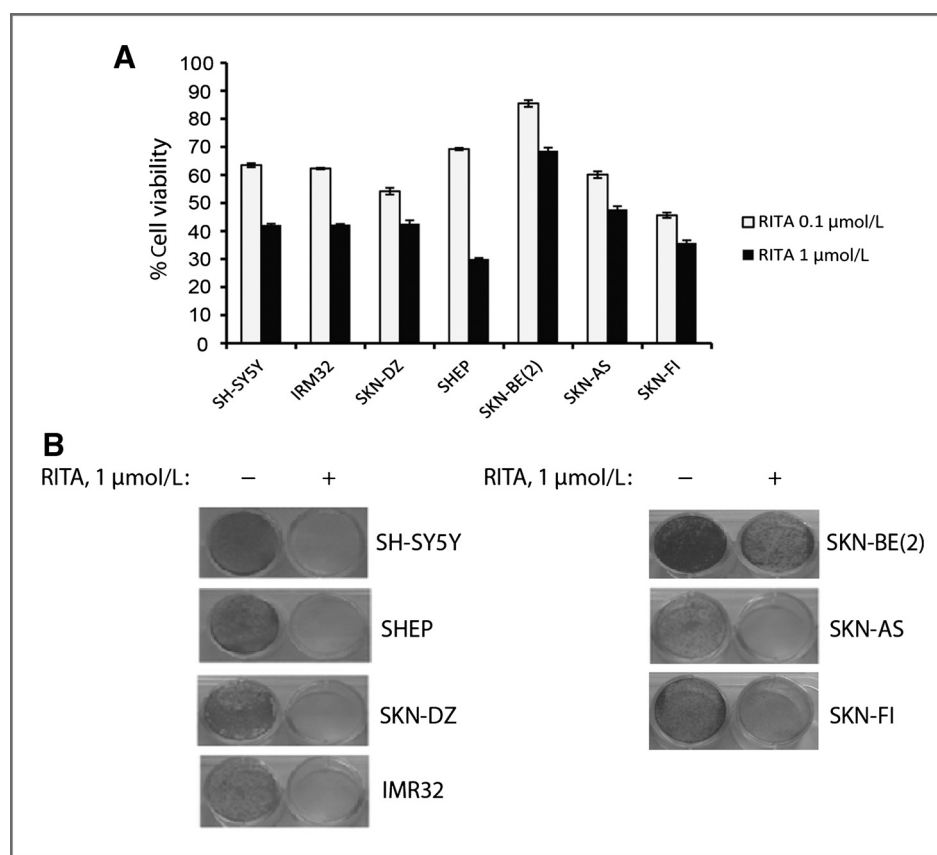 A
100
90
80
70
60
50
40
30
20
10
0
% Cell viability
SH-SY5Y
IRM32
SKN-DZ
SHEP
SKN-BE(2)
SKN-AS
SKN-FI
RITA 0.1 µmol/L
RITA 1 µmol/L
B
RITA, 1 µmol/L: – +
SH-SY5Y
SHEP
SKN-DZ
IMR32
RITA, 1 µmol/L: – +
SKN-BE(2)
SKN-AS
SKN-FI